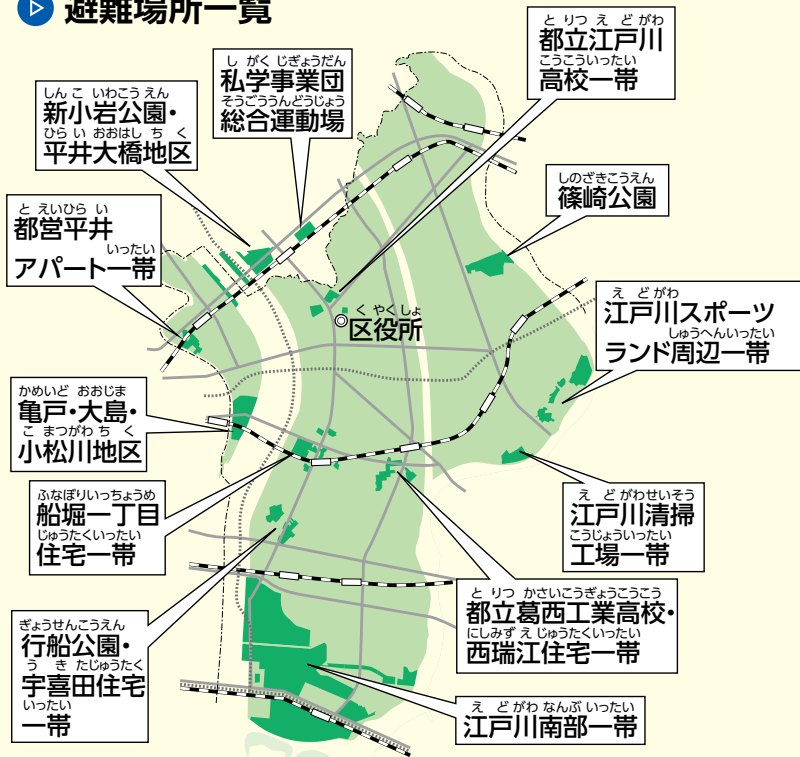 避難場所一覧
とりつえどがわ
都立江戸川
こうこういったい
高校一帯
しがくじぎょうだん
私学事業団
そうごううんどうじょう
総合運動場
しんこいわこうえん
新小岩公園・
ひらいおおはしちく
平井大橋地区
しのざきこうえん
篠崎公園
とえいひらい
都営平井
いったい
アパート一帯
えどがわ
江戸川スポーツ
しゅうへんいったい
ランド周辺一帯
くやくしょ
区役所
かめいどおおじま
亀戸・大島・
こまつがわちく
小松川地区
ふなぼりいっちょうめ
船堀一丁目
じゅうたくいったい
住宅一帯
えどがわせいそう
江戸川清掃
こうじょういったい
工場一帯
とりつかさいこうぎょうこうこう
都立葛西工業高校・
にしみずえじゅうたくいったい
西瑞江住宅一帯
ぎょうせんこうえん
行船公園・
うきたじゅうたく
宇喜田住宅
いったい
一帯
えどがわなんぶいったい
江戸川南部一帯